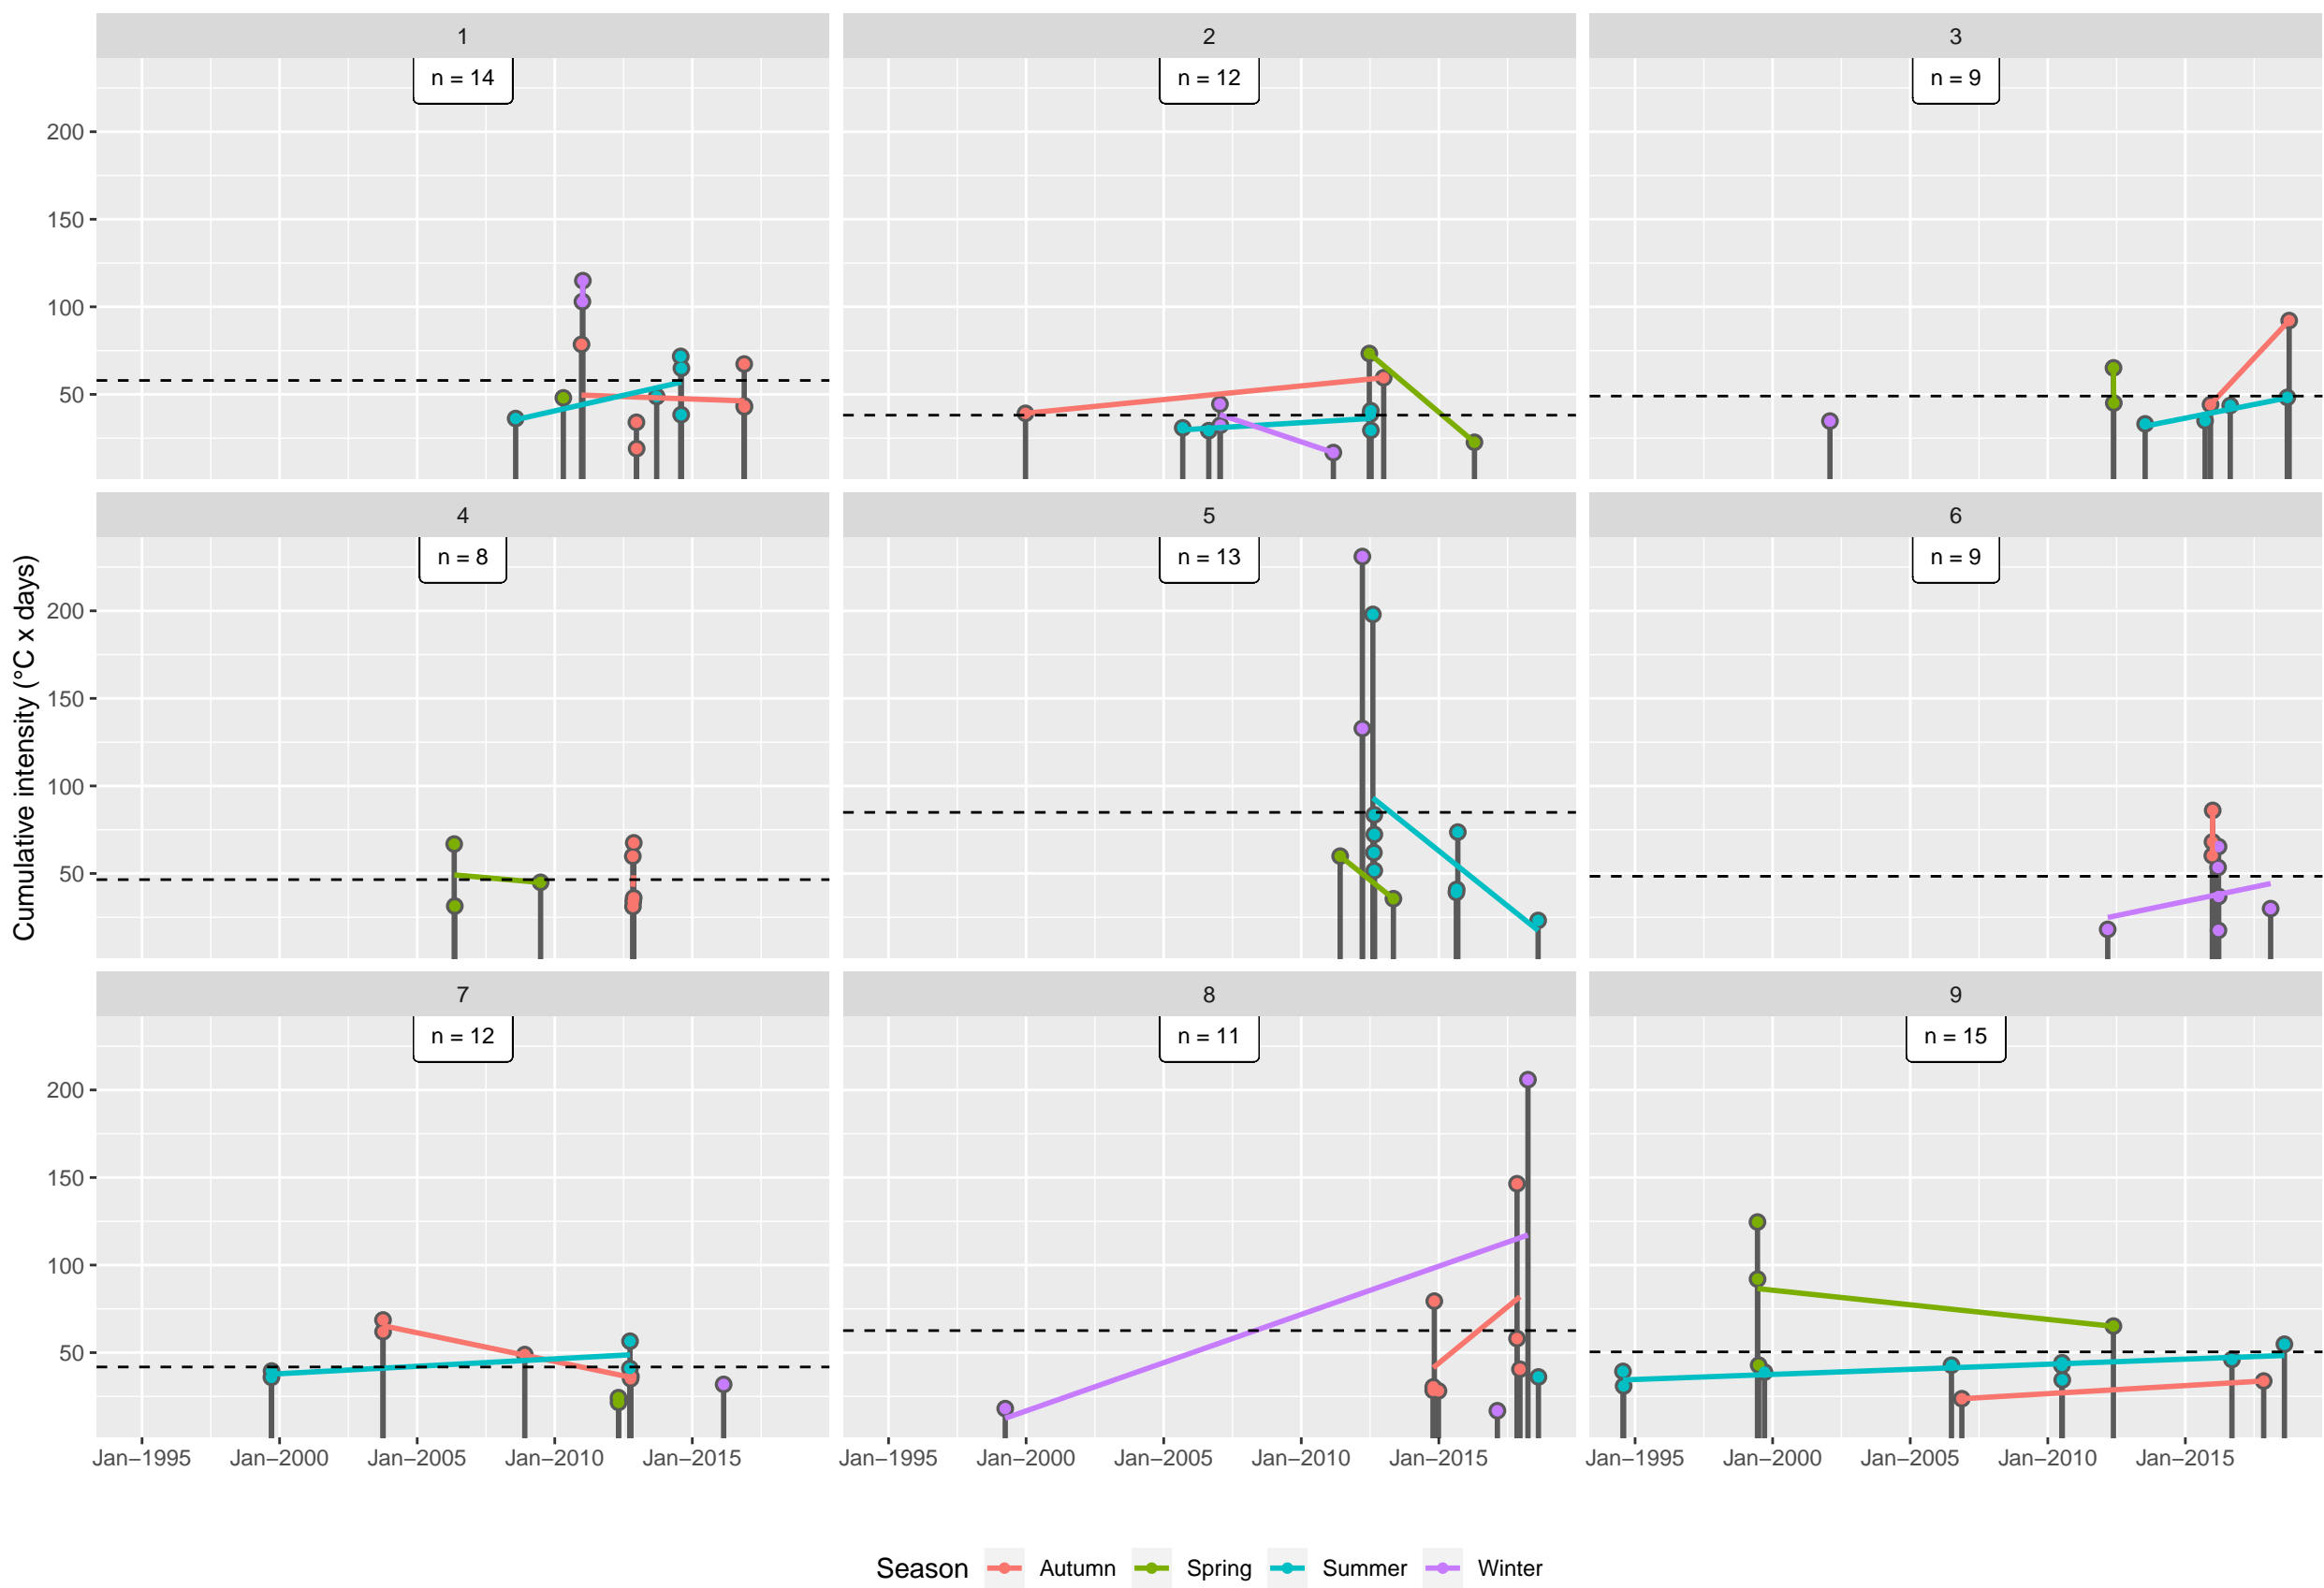 1 2 3
n = 14 n = 12 n = 9
200
150
100
50
4 5 6
n = 8 n = 13 n = 9
200
150
100
50
7 8 9
n = 12 n = 11 n = 15
200
150
100
50
Cumulative intensity (°C x days)
Jan−1995 Jan−2000 Jan−2005 Jan−2010 Jan−2015 Jan−1995 Jan−2000 Jan−2005 Jan−2010 Jan−2015 Jan−1995 Jan−2000 Jan−2005 Jan−2010 Jan−2015
Season Autumn Spring Summer Winter